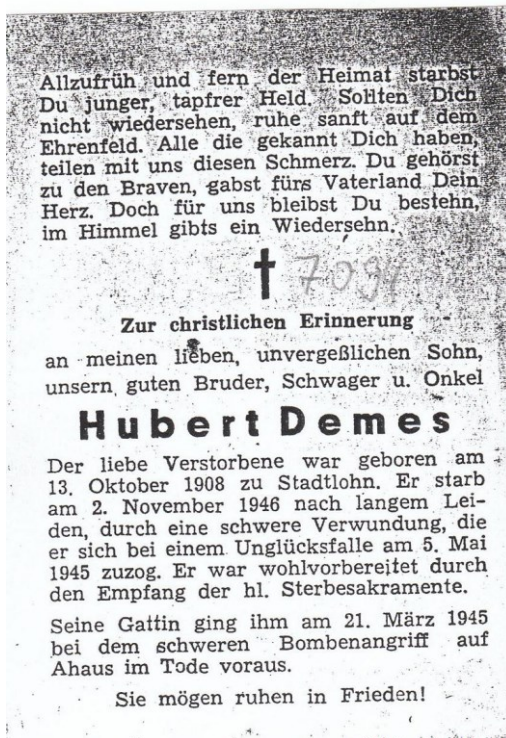 Allzufrüh und fern der Heimat starbst
Du junger, tapfrer Held. Sollten Dich
nicht wiedersehen, ruhe sanft auf dem
Ehrenfeld. Alle die gekannt Dich haben,
teilen mit uns diesen Schmerz. Du gehörst
zu den Braven, gabst fürs Vaterland Dein
Herz. Doch für uns bleibst Du bestehn,
im Himmel gibts ein Wiedersehn.
† 7094
Zur christlichen Erinnerung
an meinen lieben, unvergeßlichen Sohn,
unsern guten Bruder, Schwager u. Onkel
Hubert Demes
Der liebe Verstorbene war geboren am
13. Oktober 1908 zu Stadtlohn. Er starb
am 2. November 1946 nach langem Lei-
den, durch eine schwere Verwundung, die
er sich bei einem Unglücksfalle am 5. Mai
1945 zuzog. Er war wohlvorbereitet durch
den Empfang der hl. Sterbesakramente.
Seine Gattin ging ihm am 21. März 1945
bei dem schweren Bombenangriff auf
Ahaus im Tode voraus.
Sie mögen ruhen in Frieden!